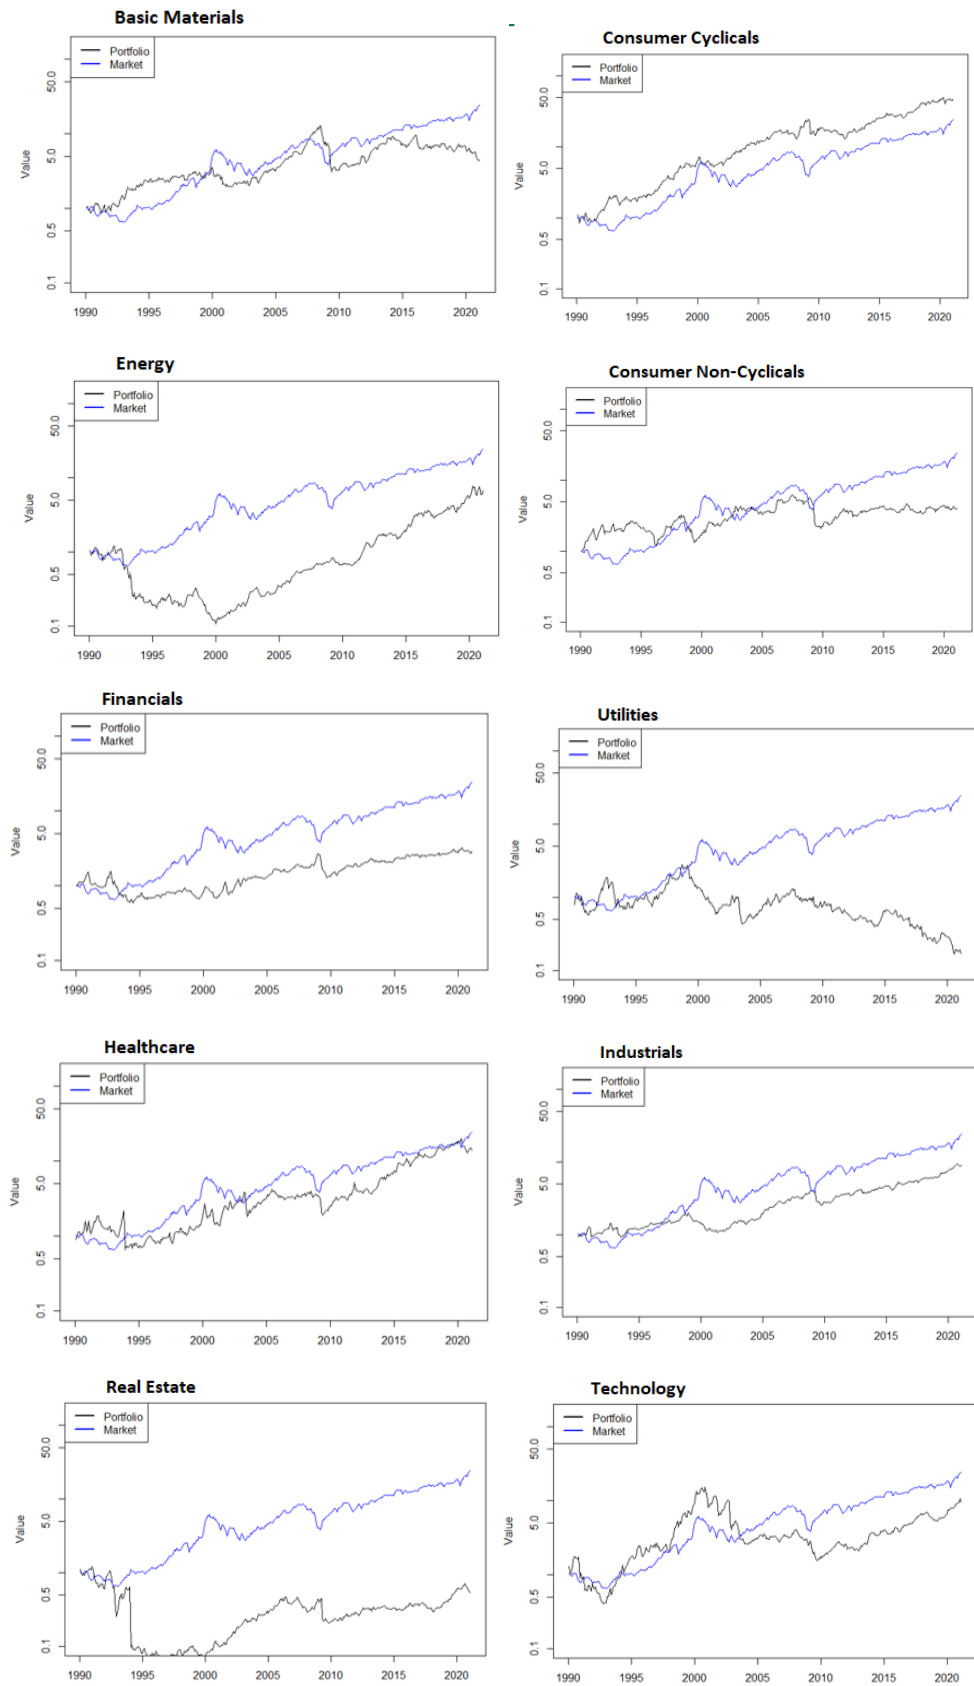 Basic Materials
Portfolio
Market
Value
50.0
5.0
0.5
0.1
1990 1995 2000 2005 2010 2015 2020
Consumer Cyclicals
Portfolio
Market
Value
50.0
5.0
0.5
0.1
1990 1995 2000 2005 2010 2015 2020
Energy
Portfolio
Market
Value
50.0
5.0
0.5
0.1
1990 1995 2000 2005 2010 2015 2020
Consumer Non-Cyclicals
Portfolio
Market
Value
50.0
5.0
0.5
0.1
1990 1995 2000 2005 2010 2015 2020
Financials
Portfolio
Market
Value
50.0
5.0
0.5
0.1
1990 1995 2000 2005 2010 2015 2020
Utilities
Portfolio
Market
Value
50.0
5.0
0.5
0.1
1990 1995 2000 2005 2010 2015 2020
Healthcare
Portfolio
Market
Value
50.0
5.0
0.5
0.1
1990 1995 2000 2005 2010 2015 2020
Industrials
Portfolio
Market
Value
50.0
5.0
0.5
0.1
1990 1995 2000 2005 2010 2015 2020
Real Estate
Portfolio
Market
Value
50.0
5.0
0.5
0.1
1990 1995 2000 2005 2010 2015 2020
Technology
Portfolio
Market
Value
50.0
5.0
0.5
0.1
1990 1995 2000 2005 2010 2015 2020